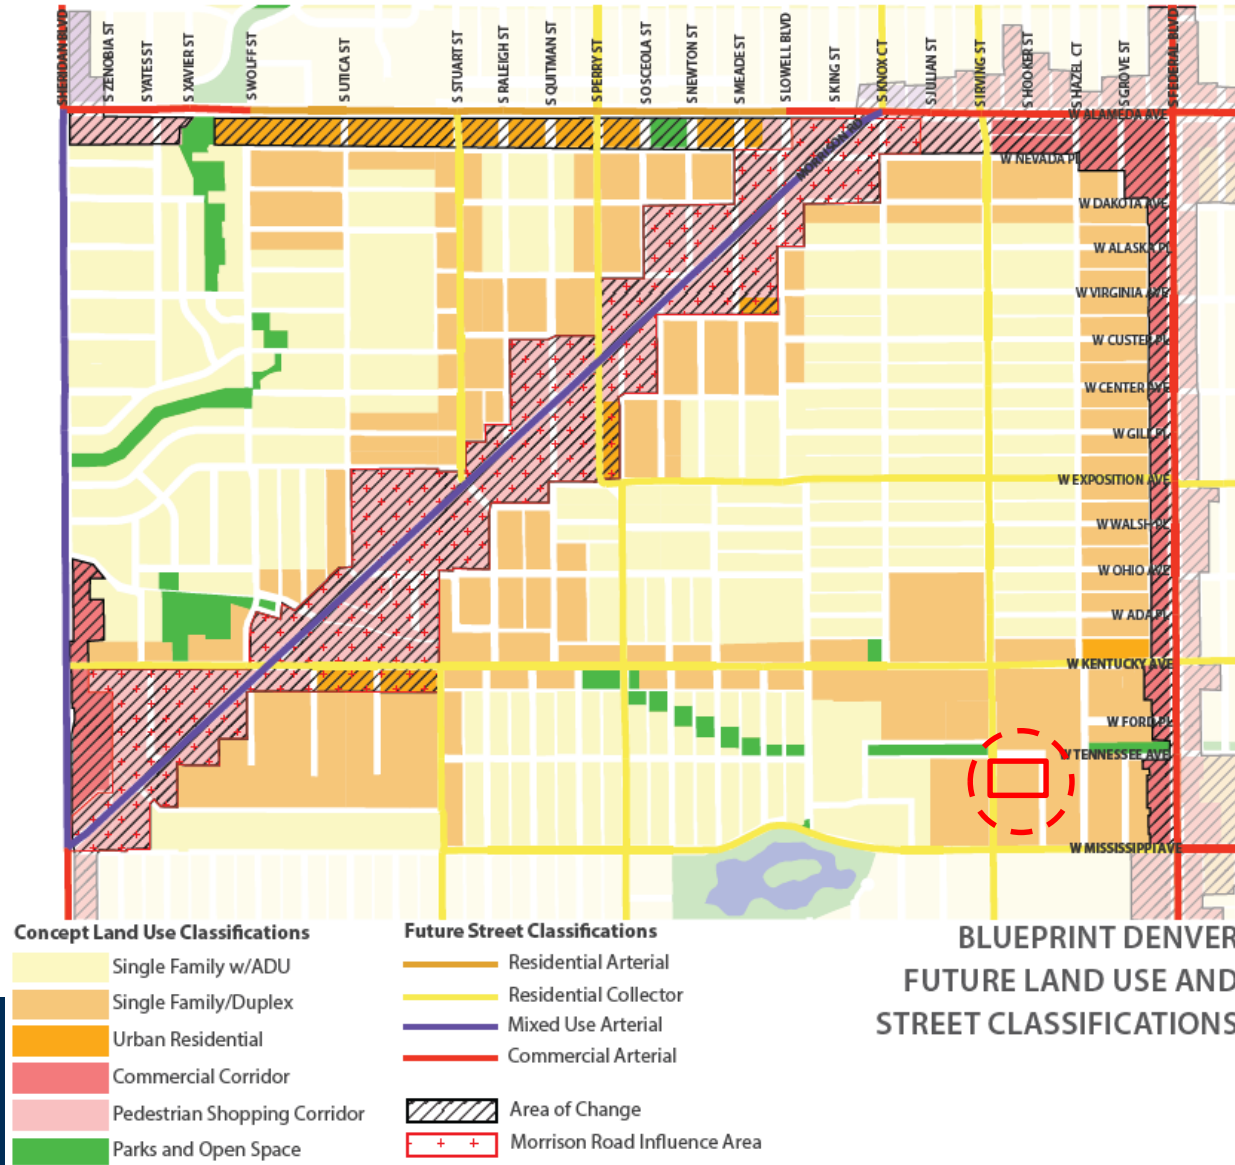 SHERIDAN BLVD
S ZENOBIA ST
S YATES ST
S XAVIER ST
S WOLFF ST
S UTICA ST
S STUART ST
S RALEIGH ST
S QUITMAN ST
S PERRY ST
S OSCEOLA ST
S NEWTON ST
S MEADE ST
S LOWELL BLVD
S KING ST
S KNOX CT
S JULIAN ST
S IRVING ST
S HOOKER ST
S HAZEL CT
S GROVE ST
S FEDERAL BLVD
W ALAMEDA AVE
MORRISON RD
W NEVADA PL
W DAKOTA AVE
W ALASKA PL
W VIRGINIA AVE
W CUSTER PL
W CENTER AVE
W GILL PL
W EXPOSITION AVE
W WALSH PL
W OHIO AVE
W ADA PL
W KENTUCKY AVE
W FORD PL
W TENNESSEE AVE
W MISSISSIPPI AVE
Concept Land Use Classifications
Single Family w/ADU
Single Family/Duplex
Urban Residential
Commercial Corridor
Pedestrian Shopping Corridor
Parks and Open Space
Future Street Classifications
Residential Arterial
Residential Collector
Mixed Use Arterial
Commercial Arterial
Area of Change
Morrison Road Influence Area
BLUEPRINT DENVER
FUTURE LAND USE AND
STREET CLASSIFICATIONS